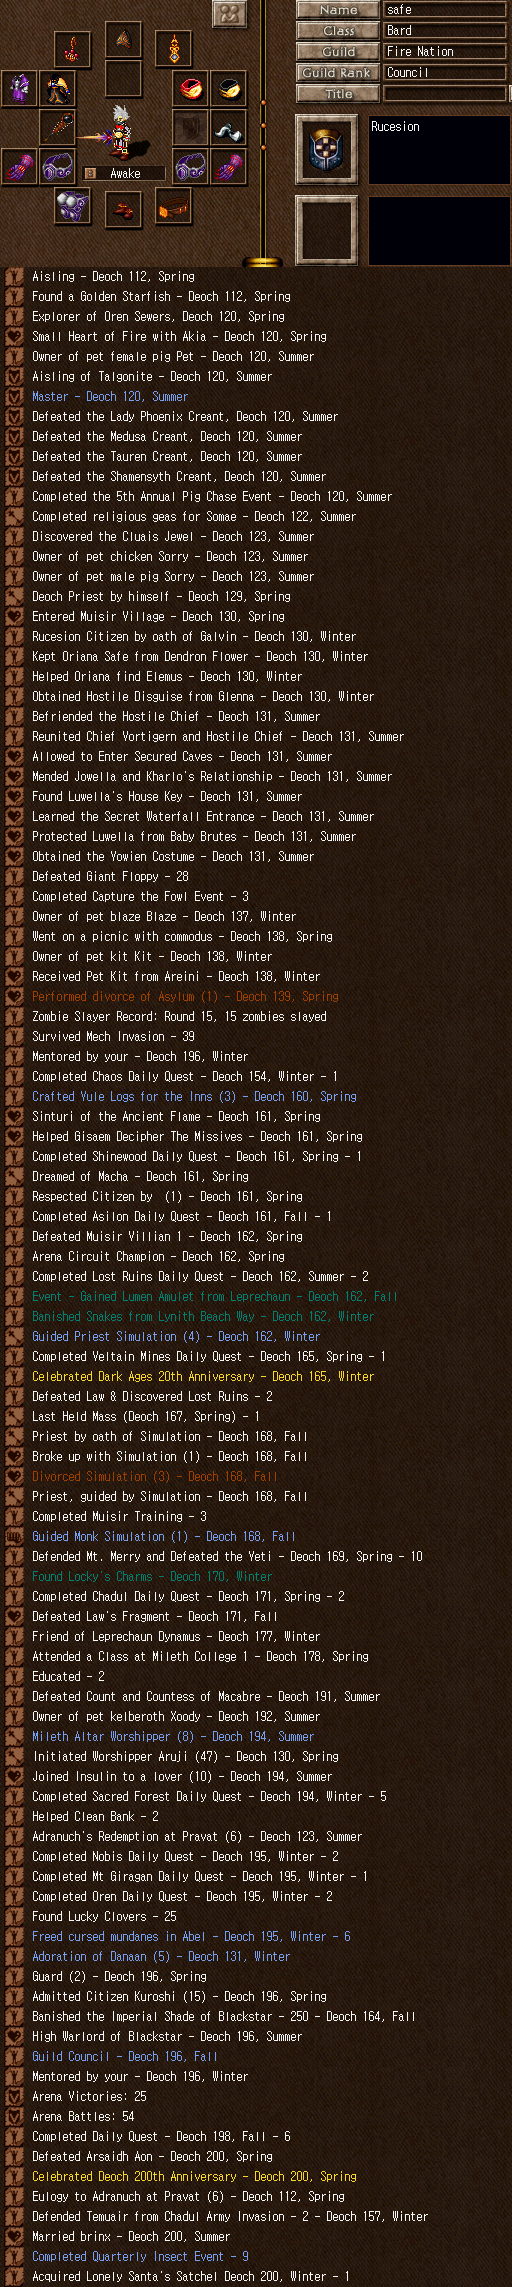 Name safe
Class Bard
Guild Fire Nation
Guild Rank Council
Title
Rucesion
Awake
Aisling - Deoch 112, Spring
Found a Golden Starfish - Deoch 112, Spring
Explorer of Oren Sewers, Deoch 120, Spring
Small Heart of Fire with Akia - Deoch 120, Spring
Owner of pet female pig Pet - Deoch 120, Summer
Aisling of Talgonite - Deoch 120, Summer
Master - Deoch 120, Summer
Defeated the Lady Phoenix Creant, Deoch 120, Summer
Defeated the Medusa Creant, Deoch 120, Summer
Defeated the Tauren Creant, Deoch 120, Summer
Defeated the Shamensyth Creant, Deoch 120, Summer
Completed the 5th Annual Pig Chase Event - Deoch 120, Summer
Completed religious geas for Somae - Deoch 122, Summer
Discovered the Cluais Jewel - Deoch 123, Summer
Owner of pet chicken Sorry - Deoch 123, Summer
Owner of pet male pig Sorry - Deoch 123, Summer
Deoch Priest by himself - Deoch 129, Spring
Entered Muisir Village - Deoch 130, Spring
Rucesion Citizen by oath of Galvin - Deoch 130, Winter
Kept Oriana Safe from Dendron Flower - Deoch 130, Winter
Helped Oriana find Elemus - Deoch 130, Winter
Obtained Hostile Disguise from Glenna - Deoch 130, Winter
Befriended the Hostile Chief - Deoch 131, Summer
Reunited Chief Vortigern and Hostile Chief - Deoch 131, Summer
Allowed to Enter Secured Caves - Deoch 131, Summer
Mended Jowella and Kharlo's Relationship - Deoch 131, Summer
Found Luwella's House Key - Deoch 131, Summer
Learned the Secret Waterfall Entrance - Deoch 131, Summer
Protected Luwella from Baby Brutes - Deoch 131, Summer
Obtained the Yowien Costume - Deoch 131, Summer
Defeated Giant Floppy - 28
Completed Capture the Fowl Event - 3
Owner of pet blaze Blaze - Deoch 137, Winter
Went on a picnic with commodus - Deoch 138, Spring
Owner of pet kit Kit - Deoch 138, Winter
Received Pet Kit from Areini - Deoch 138, Winter
Performed divorce of Asylum (1) - Deoch 139, Spring
Zombie Slayer Record: Round 15, 15 zombies slayed
Survived Mech Invasion - 39
Mentored by your - Deoch 196, Winter
Completed Chaos Daily Quest - Deoch 154, Winter - 1
Crafted Yule Logs for the Inns (3) - Deoch 160, Spring
Sinturi of the Ancient Flame - Deoch 161, Spring
Helped Gisaem Decipher The Missives - Deoch 161, Spring
Completed Shinewood Daily Quest - Deoch 161, Spring - 1
Dreamed of Macha - Deoch 161, Spring
Respected Citizen by  (1) - Deoch 161, Spring
Completed Asilon Daily Quest - Deoch 161, Fall - 1
Defeated Muisir Villian 1 - Deoch 162, Spring
Arena Circuit Champion - Deoch 162, Spring
Completed Lost Ruins Daily Quest - Deoch 162, Summer - 2
Event - Gained Lumen Amulet from Leprechaun - Deoch 162, Fall
Banished Snakes from Lynith Beach Way - Deoch 162, Winter
Guided Priest Simulation (4) - Deoch 162, Winter
Completed Veltain Mines Daily Quest - Deoch 165, Spring - 1
Celebrated Dark Ages 20th Anniversary - Deoch 165, Winter
Defeated Law & Discovered Lost Ruins - 2
Last Held Mass (Deoch 167, Spring) - 1
Priest by oath of Simulation - Deoch 168, Fall
Broke up with Simulation (1) - Deoch 168, Fall
Divorced Simulation (3) - Deoch 168, Fall
Priest, guided by Simulation - Deoch 168, Fall
Completed Muisir Training - 3
Guided Monk Simulation (1) - Deoch 168, Fall
Defended Mt. Merry and Defeated the Yeti - Deoch 169, Spring - 10
Found Locky's Charms - Deoch 170, Winter
Completed Chadul Daily Quest - Deoch 171, Spring - 2
Defeated Law's Fragment - Deoch 171, Fall
Friend of Leprechaun Dynamus - Deoch 177, Winter
Attended a Class at Mileth College 1 - Deoch 178, Spring
Educated - 2
Defeated Count and Countess of Macabre - Deoch 191, Summer
Owner of pet kelberoth Xoody - Deoch 192, Summer
Mileth Altar Worshipper (8) - Deoch 194, Summer
Initiated Worshipper Aruji (47) - Deoch 130, Spring
Joined Insulin to a lover (10) - Deoch 194, Summer
Completed Sacred Forest Daily Quest - Deoch 194, Winter - 5
Helped Clean Bank - 2
Adranuch's Redemption at Pravat (6) - Deoch 123, Summer
Completed Nobis Daily Quest - Deoch 195, Winter - 2
Completed Mt Giragan Daily Quest - Deoch 195, Winter - 1
Completed Oren Daily Quest - Deoch 195, Winter - 2
Found Lucky Clovers - 25
Freed cursed mundanes in Abel - Deoch 195, Winter - 6
Adoration of Danaan (5) - Deoch 131, Winter
Guard (2) - Deoch 196, Spring
Admitted Citizen Kuroshi (15) - Deoch 196, Spring
Banished the Imperial Shade of Blackstar - 250 - Deoch 164, Fall
High Warlord of Blackstar - Deoch 196, Summer
Guild Council - Deoch 196, Fall
Mentored by your - Deoch 196, Winter
Arena Victories: 25
Arena Battles: 54
Completed Daily Quest - Deoch 198, Fall - 6
Defeated Arsaidh Aon - Deoch 200, Spring
Celebrated Deoch 200th Anniversary - Deoch 200, Spring
Eulogy to Adranuch at Pravat (6) - Deoch 112, Spring
Defended Temuair from Chadul Army Invasion - 2 - Deoch 157, Winter
Married brinx - Deoch 200, Summer
Completed Quarterly Insect Event - 9
Acquired Lonely Santa's Satchel Deoch 200, Winter - 1